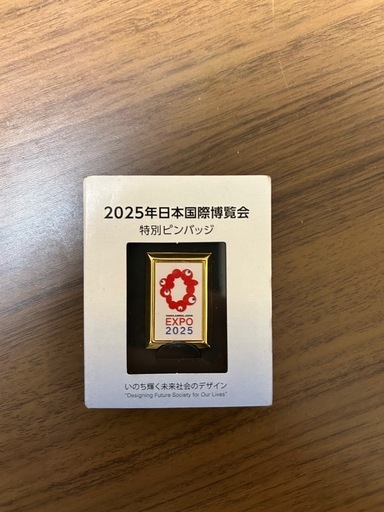 2025年日本国際博覧会
特別ピンバッジ
EXPO
2025
いのち輝く未来社会のデザイン
"Designing Future Society for Our Lives"